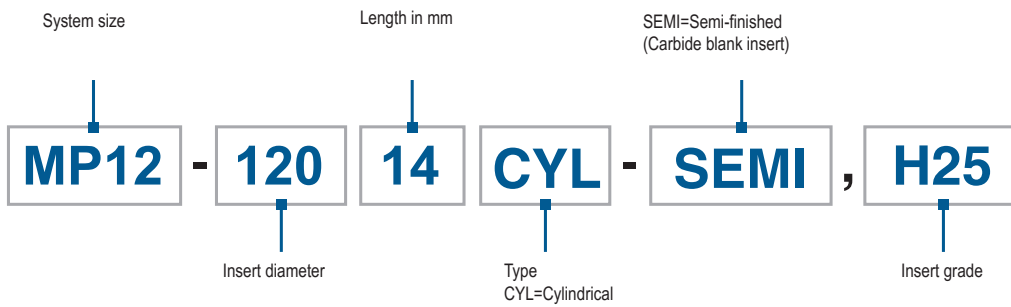 System size
Length in mm
SEMI=Semi-finished
(Carbide blank insert)
MP12 - 120 14 CYL - SEMI , H25
Insert diameter
Type
CYL=Cylindrical
Insert grade